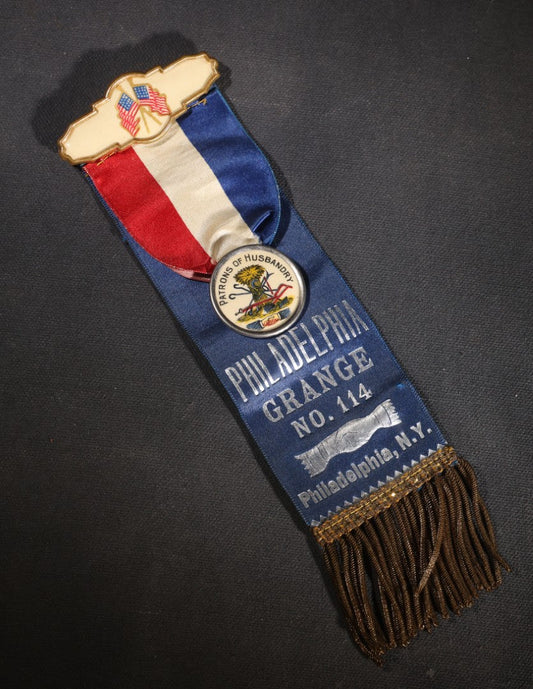 PATRONS OF HUSBANDRY
PHILADELPHIA
GRANGE
NO. 114
Philadelphia, N.Y.